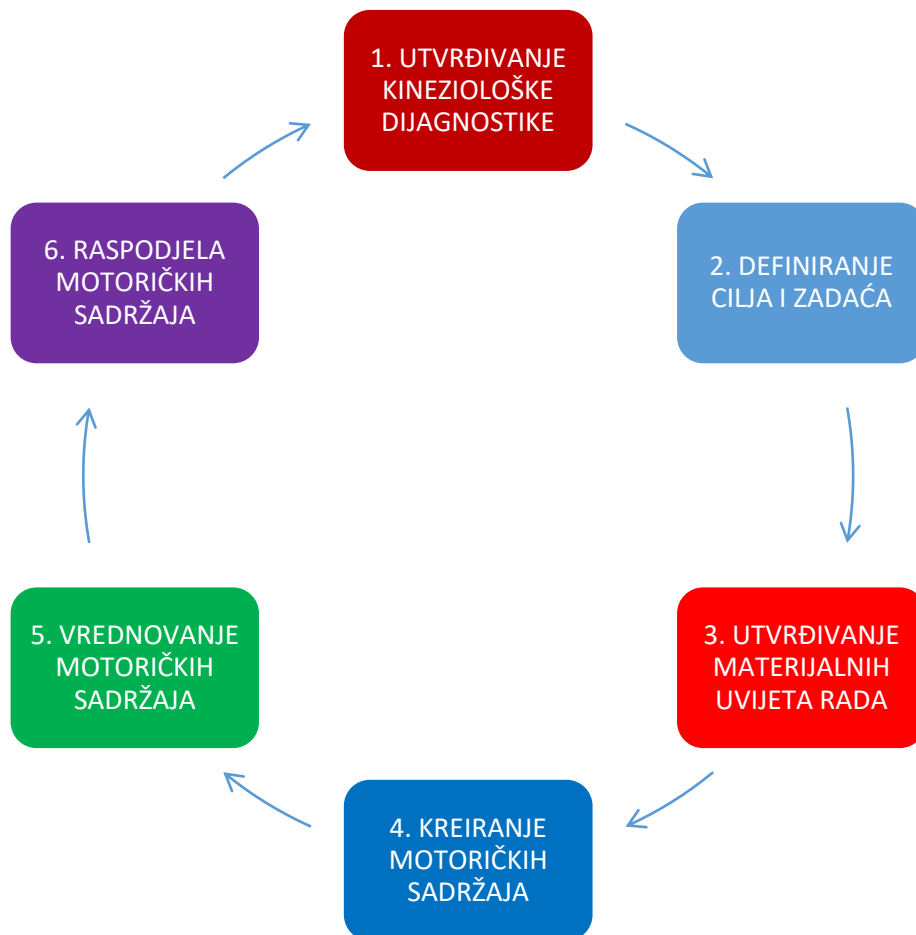 1. UTVRĐIVANJE
KINEZIOLOŠKE
DIJAGNOSTIKE
2. DEFINIRANJE
CILJA I ZADAĆA
3. UTVRĐIVANJE
MATERIJALNIH
UVIJETA RADA
4. KREIRANJE
MOTORIČKIH
SADRŽAJA
5. VREDNOVANJE
MOTORIČKIH
SADRŽAJA
6. RASPODJELA
MOTORIČKIH
SADRŽAJA